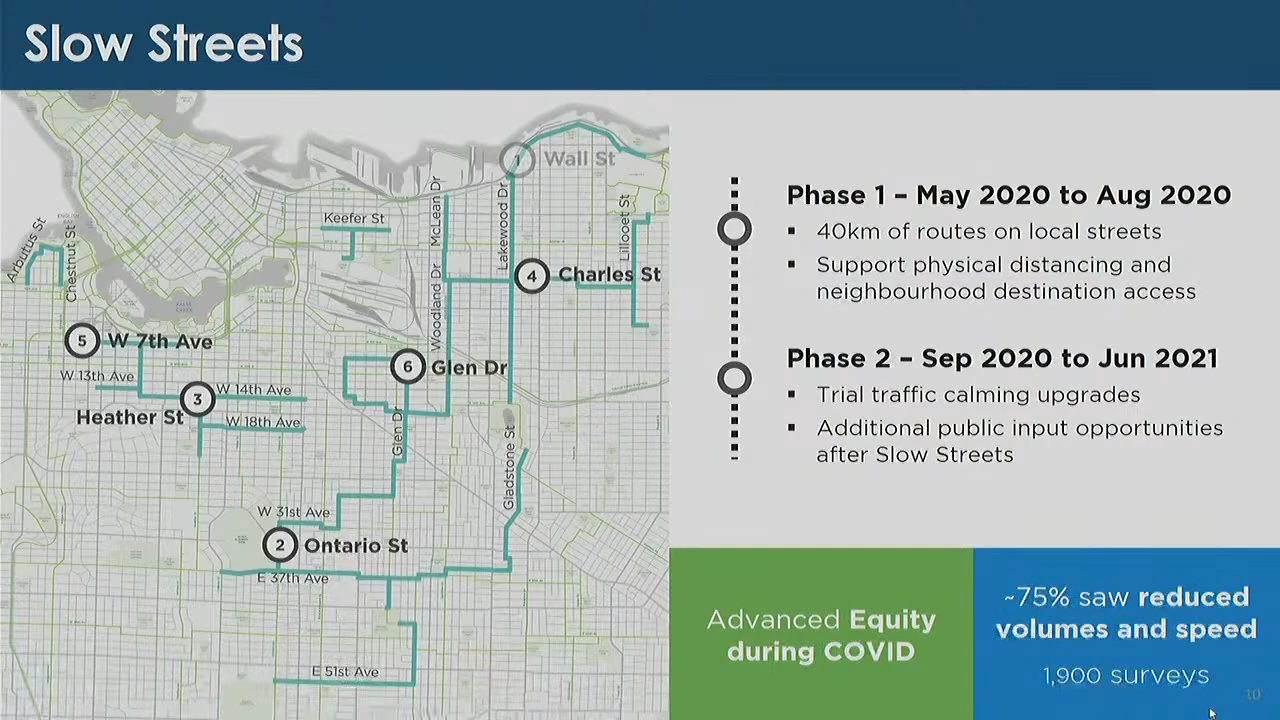 Slow Streets
1
Wall St
Arbutus St
Chestnut St
Keefer St
McLean Dr
Lakewood Dr
Lillooet St
4
Charles St
Woodland Dr
5
W 7th Ave
6
Glen Dr
W 13th Ave
3
W 14th Ave
Heather St
W 18th Ave
Glen Dr
Gladstone St
W 31st Ave
2
Ontario St
E 37th Ave
E 51st Ave
Phase 1 – May 2020 to Aug 2020
▪ 40km of routes on local streets
▪ Support physical distancing and
neighbourhood destination access
Phase 2 – Sep 2020 to Jun 2021
▪ Trial traffic calming upgrades
▪ Additional public input opportunities
after Slow Streets
Advanced Equity
during COVID
~75% saw reduced
volumes and speed
1,900 surveys
10